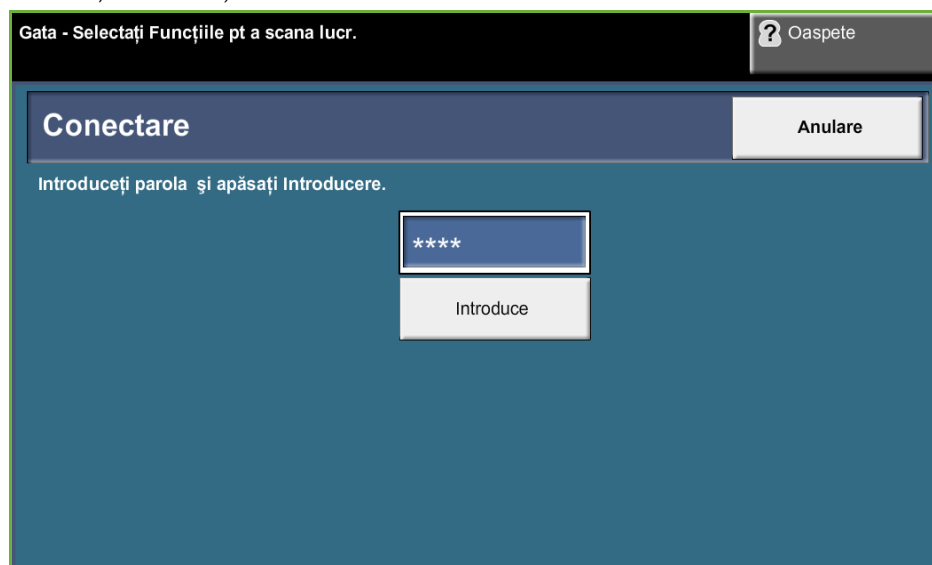 Gata - Selectați Funcțiile pt a scana lucr.
? Oaspete
Conectare
Anulare
Introduceți parola și apăsați Introducere.
****
Introduce